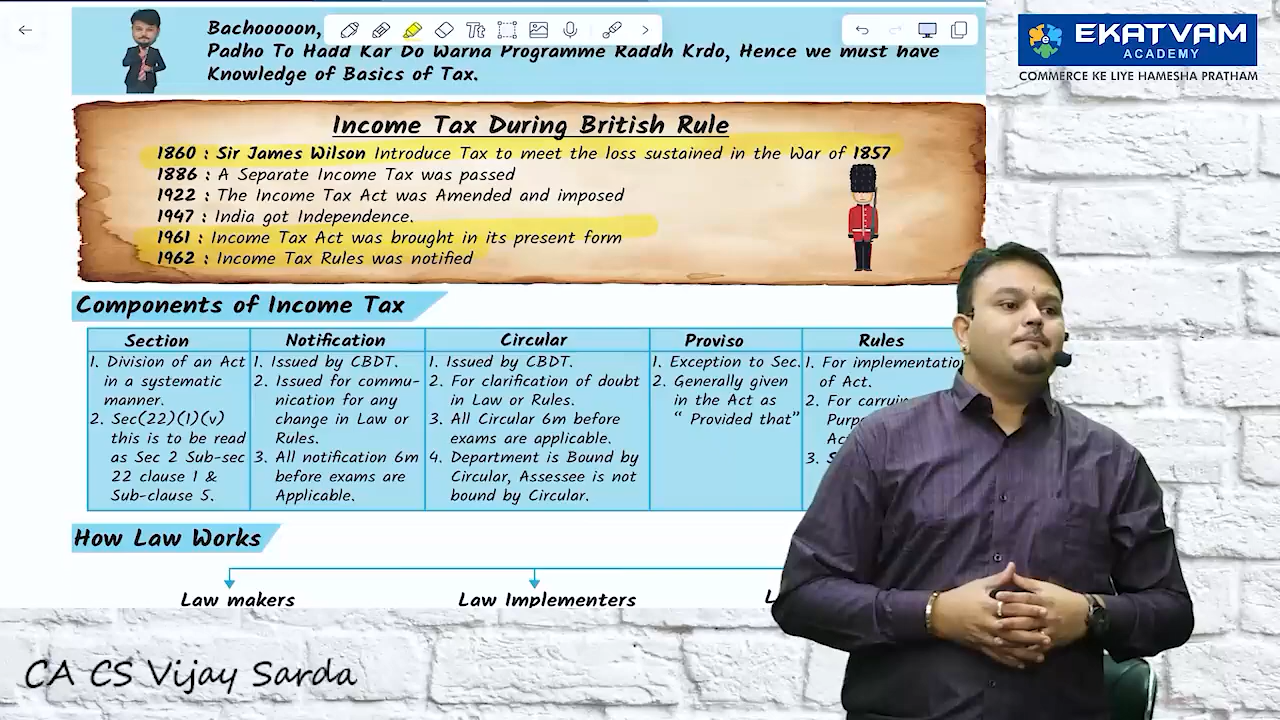 Bachooooon,
Padho To Hada Kar Do Warna Programme Raddh Krdo, Hence we must have
Knowledge of Basics of Tax.
EKATVAM
ACADEMY
COMMERCE KE LIYE HAMESHA PRATHAM
Income Tax During British Rule
1860 : Sir James Wilson Introduce Tax to meet the loss sustained in the War of 1857
1886 : A Separate Income Tax was passed
1922 : The Income Tax Act was Amended and imposed
1947 : India got Independence.
1961 : Income Tax Act was brought in its present form
1962 : Income Tax Rules was notified
Components of Income Tax
Section
1. Division of an Act
in a systematic
manner.
2. Sec(22)(1)(v)
this is to be read
as Sec 2 Sub-sec
22 clause 1 &
Sub-clause 5.
Notification
1. Issued by CBDT.
2. Issued for commu-
nication for any
change in Law or
Rules.
3. All notification 6m
before exams are
Applicable.
Circular
1. Issued by CBDT.
2. For clarification of doubt
in Law or Rules.
3. All Circular 6m before
exams are applicable.
4. Department is Bound by
Circular, Assessee is not
bound by Circular.
Proviso
1. Exception to Sec.
2. Generally given
in the Act as
“ Provided that”
Rules
1. For implementatio
of Act.
2. For
3.
How Law Works
Law makers
Law Implementers
CA CS Vijay Sarda